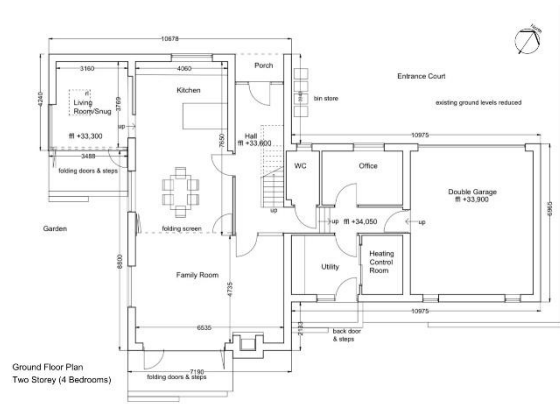 North
10678
Porch
Entrance Court
3160
4060
Kitchen
bin store
existing ground levels reduced
4240
3769
Living
Room/Snug
ffl +33,300
up
7650
Hall
ffl +33,600
10975
3488
folding doors & steps
WC
Office
Double Garage
ffl +33,900
6965
up
Garden
folding screen
ffl +34,050
up
8800
Family Room
4735
Utility
Heating
Control
Room
6535
10975
2133
back door
& steps
7190
folding doors & steps
Ground Floor Plan
Two Storey (4 Bedrooms)